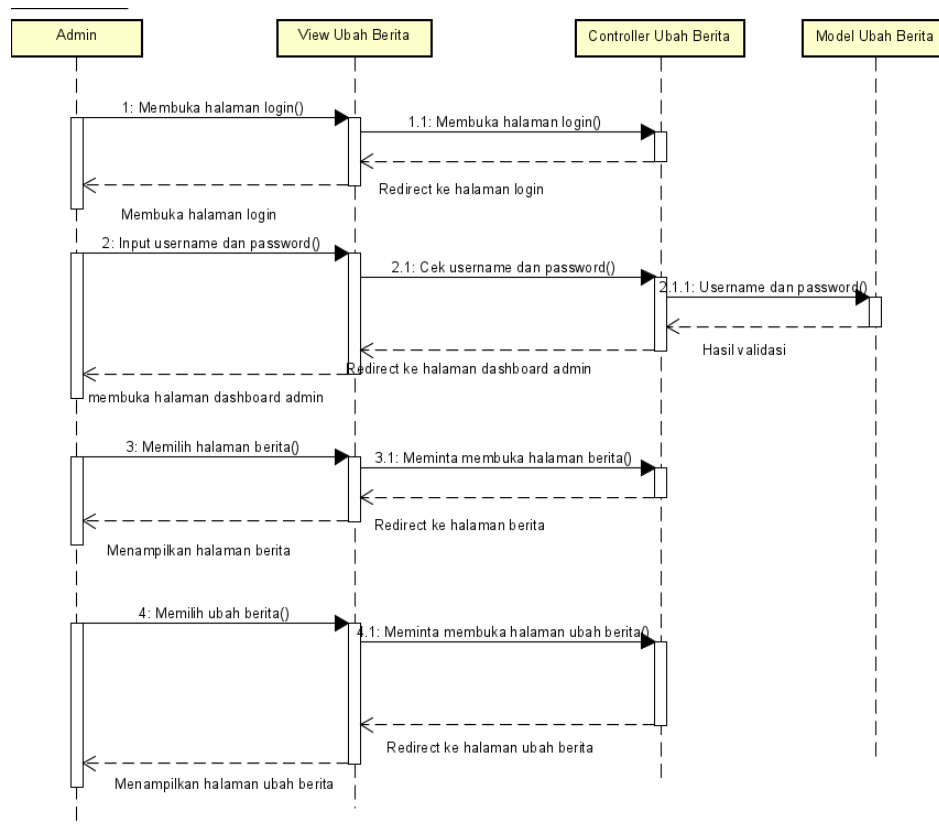 Admin
View Ubah Berita
Controller Ubah Berita
Model Ubah Berita
1: Membuka halaman login()
1.1: Membuka halaman login()
Redirect ke halaman login
Membuka halaman login
2: Input username dan password()
2.1: Cek username dan password()
2.1.1: Username dan password()
Hasil validasi
Redirect ke halaman dashboard admin
membuka halaman dashboard admin
3: Memilih halaman berita()
3.1: Meminta membuka halaman berita()
Redirect ke halaman berita
Menampilkan halaman berita
4: Memilih ubah berita()
4.1: Meminta membuka halaman ubah berita()
Redirect ke halaman ubah berita
Menampilkan halaman ubah berita